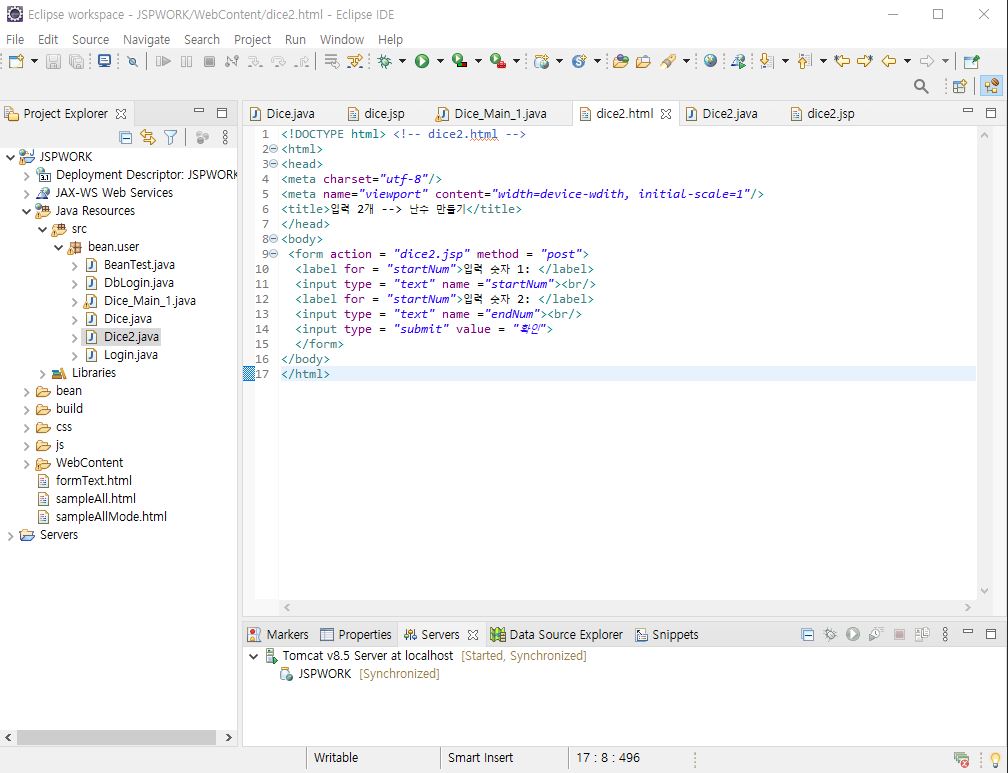 Eclipse workspace - JSPWORK/WebContent/dice2.html - Eclipse IDE
File Edit Source Navigate Search Project Run Window Help
Project Explorer
JSPWORK
Deployment Descriptor: JSPWORK
JAX-WS Web Services
Java Resources
src
bean.user
BeanTest.java
DbLogin.java
Dice_Main_1.java
Dice.java
Dice2.java
Login.java
Libraries
bean
build
css
js
WebContent
formText.html
sampleAll.html
sampleAllMode.html
Servers
Dice.java dice.jsp Dice_Main_1.java dice2.html Dice2.java dice2.jsp
1 <!DOCTYPE html> <!-- dice2.html -->
2 <html>
3 <head>
4 <meta charset="utf-8"/>
5 <meta name="viewport" content="width=device-wdith, initial-scale=1"/>
6 <title>입력 2개 --> 난수 만들기</title>
7 </head>
8 <body>
9 <form action = "dice2.jsp" method = "post">
10 <label for = "startNum">입력 숫자 1: </label>
11 <input type = "text" name ="startNum"><br/>
12 <label for = "startNum">입력 숫자 2: </label>
13 <input type = "text" name ="endNum"><br/>
14 <input type = "submit" value = "확인">
15 </form>
16 </body>
17 </html>
Markers Properties Servers Data Source Explorer Snippets
Tomcat v8.5 Server at localhost [Started, Synchronized]
JSPWORK [Synchronized]
Writable Smart Insert 17 : 8 : 496